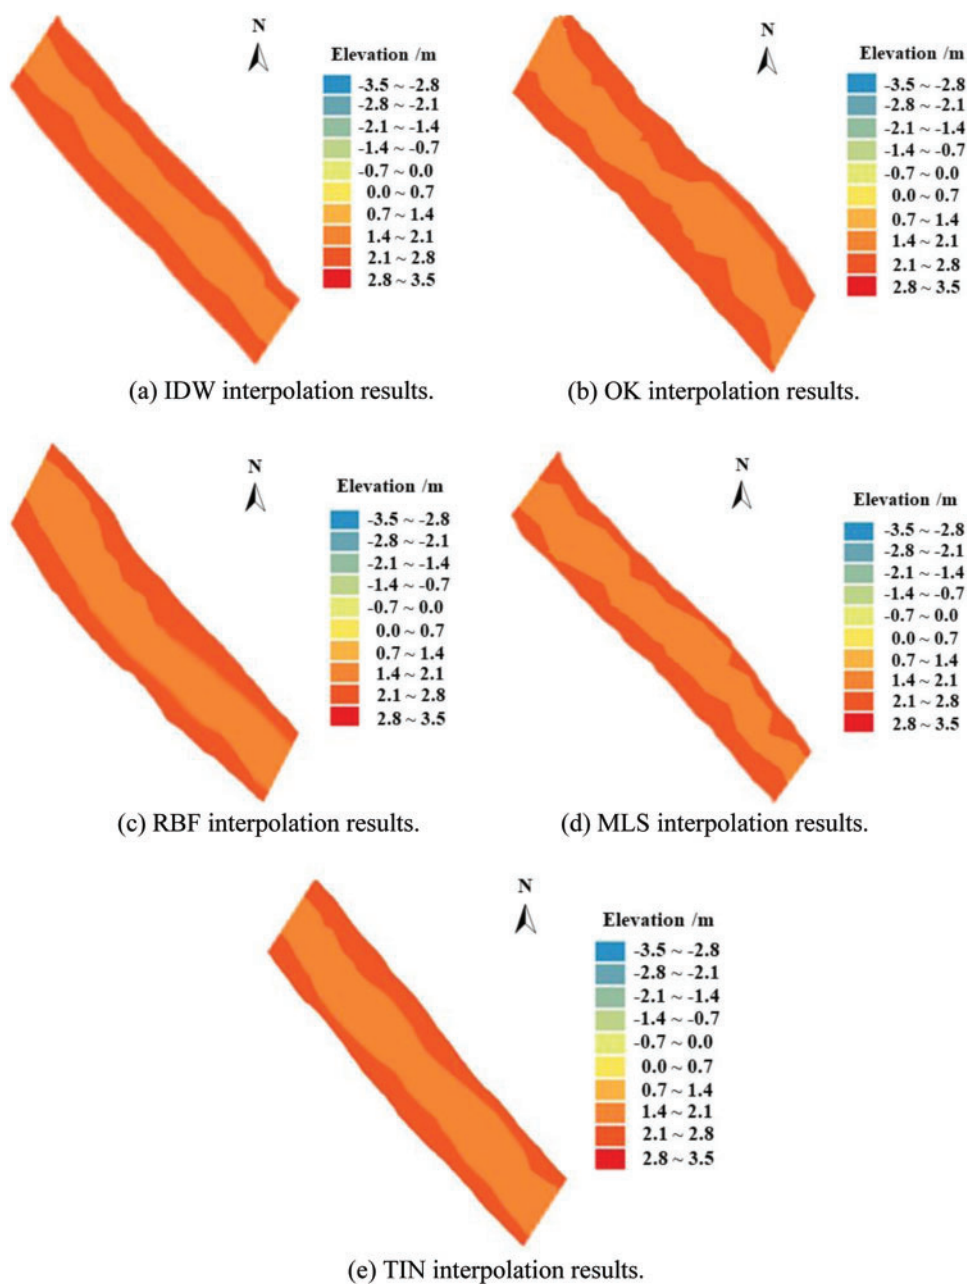 N
Elevation /m
-3.5 ~ -2.8
-2.8 ~ -2.1
-2.1 ~ -1.4
-1.4 ~ -0.7
-0.7 ~ 0.0
0.0 ~ 0.7
0.7 ~ 1.4
1.4 ~ 2.1
2.1 ~ 2.8
2.8 ~ 3.5
(a) IDW interpolation results.
N
Elevation /m
-3.5 ~ -2.8
-2.8 ~ -2.1
-2.1 ~ -1.4
-1.4 ~ -0.7
-0.7 ~ 0.0
0.0 ~ 0.7
0.7 ~ 1.4
1.4 ~ 2.1
2.1 ~ 2.8
2.8 ~ 3.5
(b) OK interpolation results.
N
Elevation /m
-3.5 ~ -2.8
-2.8 ~ -2.1
-2.1 ~ -1.4
-1.4 ~ -0.7
-0.7 ~ 0.0
0.0 ~ 0.7
0.7 ~ 1.4
1.4 ~ 2.1
2.1 ~ 2.8
2.8 ~ 3.5
(c) RBF interpolation results.
N
Elevation /m
-3.5 ~ -2.8
-2.8 ~ -2.1
-2.1 ~ -1.4
-1.4 ~ -0.7
-0.7 ~ 0.0
0.0 ~ 0.7
0.7 ~ 1.4
1.4 ~ 2.1
2.1 ~ 2.8
2.8 ~ 3.5
(d) MLS interpolation results.
N
Elevation /m
-3.5 ~ -2.8
-2.8 ~ -2.1
-2.1 ~ -1.4
-1.4 ~ -0.7
-0.7 ~ 0.0
0.0 ~ 0.7
0.7 ~ 1.4
1.4 ~ 2.1
2.1 ~ 2.8
2.8 ~ 3.5
(e) TIN interpolation results.